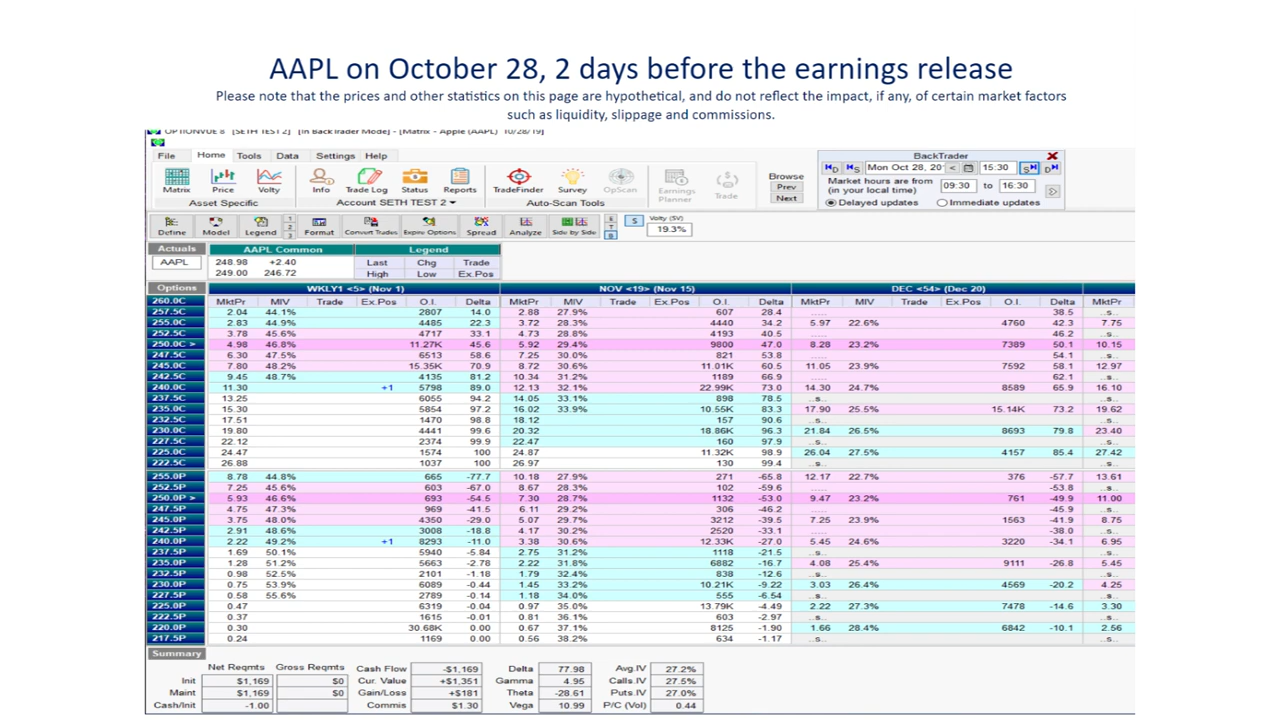 AAPL on October 28, 2 days before the earnings release
Please note that the prices and other statistics on this page are hypothetical, and do not reflect the impact, if any, of certain market factors
such as liquidity, slippage and commissions.
OPTIONVUE 8 [SETH TEST 2] [In BackTrader Mode] - [Matrix - Apple (AAPL) 10/28/19]
File Home Tools Data Settings Help
BackTrader
Mon Oct 28, 20 15:30
Market hours are from
(in your local time) 09:30 to 16:30
Delayed updates Immediate updates
Matrix Price Volty Info Trade Log Status Reports TradeFinder Survey OpScan Earnings Planner Trade
Browse
Prev
Next
Asset Specific Account SETH TEST 2 Auto-Scan Tools
Define Model Legend 1 2 3 Format Convert Trades Expire Options Spread Analyze Side by Side E T B S Volty (SV)
19.3%
Actuals AAPL Common Legend
AAPL 248.98 +2.40 Last Chg Trade
249.00 246.72 High Low Ex.Pos
Options WKLY1 <5> (Nov 1) NOV <19> (Nov 15) DEC <54> (Dec 20)
260.0C MktPr MIV Trade Ex.Pos O.I. Delta MktPr MIV Trade Ex.Pos O.I. Delta MktPr MIV Trade Ex.Pos O.I. Delta MktPr
257.5C 2.04 44.1% 2807 14.0 2.88 27.9% 607 28.4 ..... 38.5 ..s..
255.0C 2.83 44.9% 4485 22.3 3.72 28.3% 4440 34.2 5.97 22.6% 4760 42.3 7.75
252.5C 3.78 45.6% 4717 33.1 4.73 28.8% 4193 40.5 46.2 ..s..
250.0C > 4.98 46.8% 11.27K 45.6 5.92 29.4% 9800 47.0 8.28 23.2% 7389 50.1 10.15
247.5C 6.30 47.5% 6513 58.6 7.25 30.0% 821 53.8 ..... 54.1 ..s..
245.0C 7.80 48.2% 15.35K 70.9 8.72 30.6% 11.01K 60.5 11.05 23.9% 7592 58.1 12.97
242.5C 9.45 48.7% 4135 81.2 10.34 31.2% 1189 66.9 ..... 62.1 ..s..
240.0C 11.30 +1 5798 89.0 12.13 32.1% 22.99K 73.0 14.30 24.7% 8589 65.9 16.10
237.5C 13.25 6055 94.2 14.05 33.1% 898 78.5 ..s.. ..s..
235.0C 15.30 5854 97.2 16.02 33.9% 10.55K 83.3 17.90 25.5% 15.14K 73.2 19.62
232.5C 17.51 1470 98.8 18.12 157 90.6 ..s.. ..s..
230.0C 19.80 4441 99.6 20.32 18.86K 96.3 21.84 26.5% 8693 79.8 23.40
227.5C 22.12 2374 99.9 22.47 160 97.9 ..s.. ..s..
225.0C 24.47 1574 100 24.87 11.32K 98.9 26.04 27.5% 4157 85.4 27.42
222.5C 26.88 1037 100 26.97 130 99.4 ..s.. ..s..
255.0P 8.78 44.8% 665 -77.7 10.18 27.9% 271 -65.8 12.17 22.7% 376 -57.7 13.61
252.5P 7.25 45.6% 603 -67.0 8.67 28.3% 102 -59.6 ..... -53.8 ..s..
250.0P > 5.93 46.6% 693 -54.5 7.30 28.7% 1132 -53.0 9.47 23.2% 761 -49.9 11.00
247.5P 4.75 47.3% 969 -41.5 6.11 29.2% 306 -46.2 -45.9 ..s..
245.0P 3.75 48.0% 4350 -29.0 5.07 29.7% 3212 -39.5 7.25 23.9% 1563 -41.9 8.75
242.5P 2.91 48.6% 3008 -18.8 4.17 30.2% 2520 -33.1 -38.0 ..s..
240.0P 2.22 49.2% +1 8293 -11.0 3.38 30.6% 12.33K -27.0 5.45 24.6% 3220 -34.1 6.95
237.5P 1.69 50.1% 5940 -5.84 2.75 31.2% 1118 -21.5 ..s.. ..s..
235.0P 1.28 51.2% 5663 -2.78 2.22 31.8% 6882 -16.7 4.08 25.4% 9111 -26.8 5.45
232.5P 0.98 52.5% 2101 -1.18 1.79 32.4% 838 -12.6 ..s.. ..s..
230.0P 0.75 53.9% 6089 -0.44 1.45 33.2% 10.21K -9.22 3.03 26.4% 4569 -20.2 4.25
227.5P 0.58 55.6% 2789 -0.14 1.18 34.0% 555 -6.54 ..s.. ..s..
225.0P 0.47 6319 -0.04 0.97 35.0% 13.79K -4.49 2.22 27.3% 7478 -14.6 3.30
222.5P 0.37 1615 -0.01 0.81 36.1% 603 -2.97 ..s.. ..s..
220.0P 0.30 30.68K 0.00 0.67 37.1% 8125 -1.90 1.66 28.4% 6842 -10.1 2.56
217.5P 0.24 1169 0.00 0.56 38.2% 634 -1.17 ..s.. ..s..
Summary
Net Reqmts Gross Reqmts Cash Flow -$1,169 Delta 77.98 Avg.IV 27.2%
Init $1,169 $0 Cur. Value +$1,351 Gamma 4.95 Calls.IV 27.5%
Maint $1,169 $0 Gain/Loss +$181 Theta -28.61 Puts.IV 27.0%
Cash/Init -1.00 Commis $1.30 Vega 10.99 P/C (Vol) 0.44